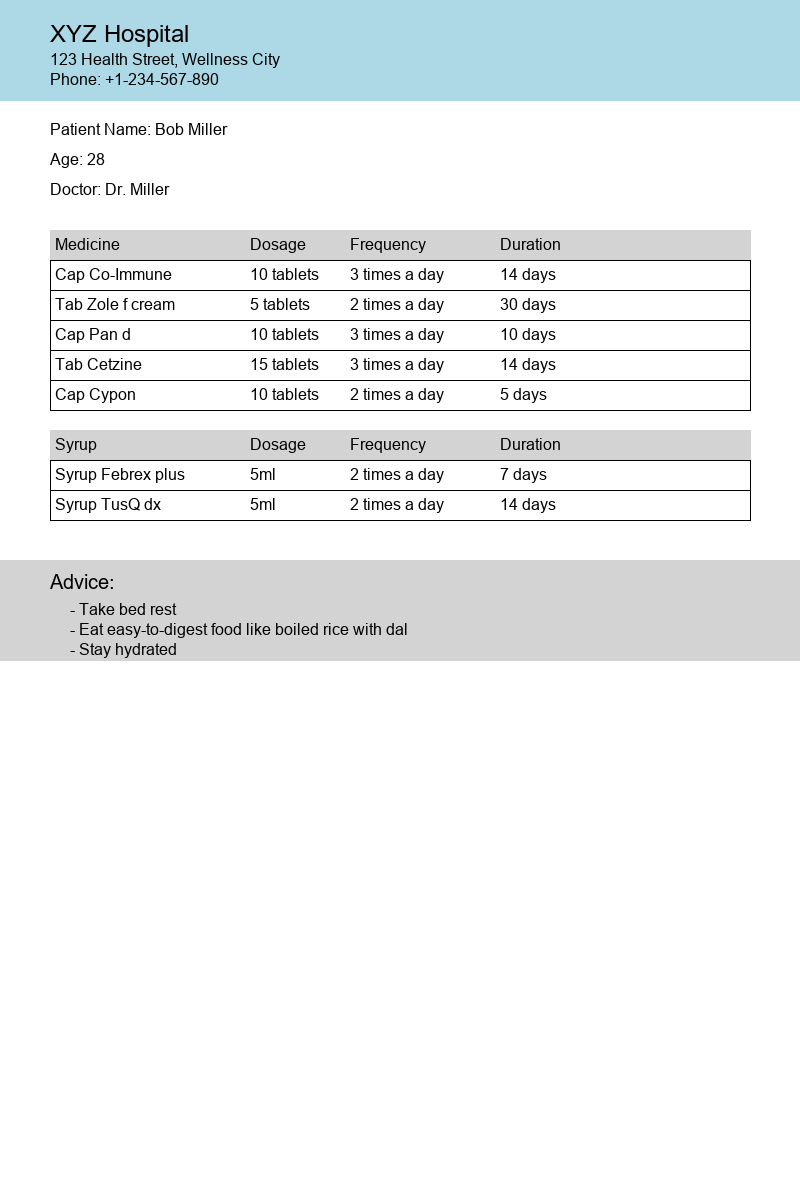 XYZ Hospital
123 Health Street, Wellness City
Phone: +1-234-567-890
Patient Name: Bob Miller
Age: 28
Doctor: Dr. Miller
Medicine Dosage Frequency Duration
Cap Co-Immune 10 tablets 3 times a day 14 days
Tab Zole f cream 5 tablets 2 times a day 30 days
Cap Pan d 10 tablets 3 times a day 10 days
Tab Cetzine 15 tablets 3 times a day 14 days
Cap Cypon 10 tablets 2 times a day 5 days
Syrup Dosage Frequency Duration
Syrup Febrex plus 5ml 2 times a day 7 days
Syrup TusQ dx 5ml 2 times a day 14 days
Advice:
- Take bed rest
- Eat easy-to-digest food like boiled rice with dal
- Stay hydrated